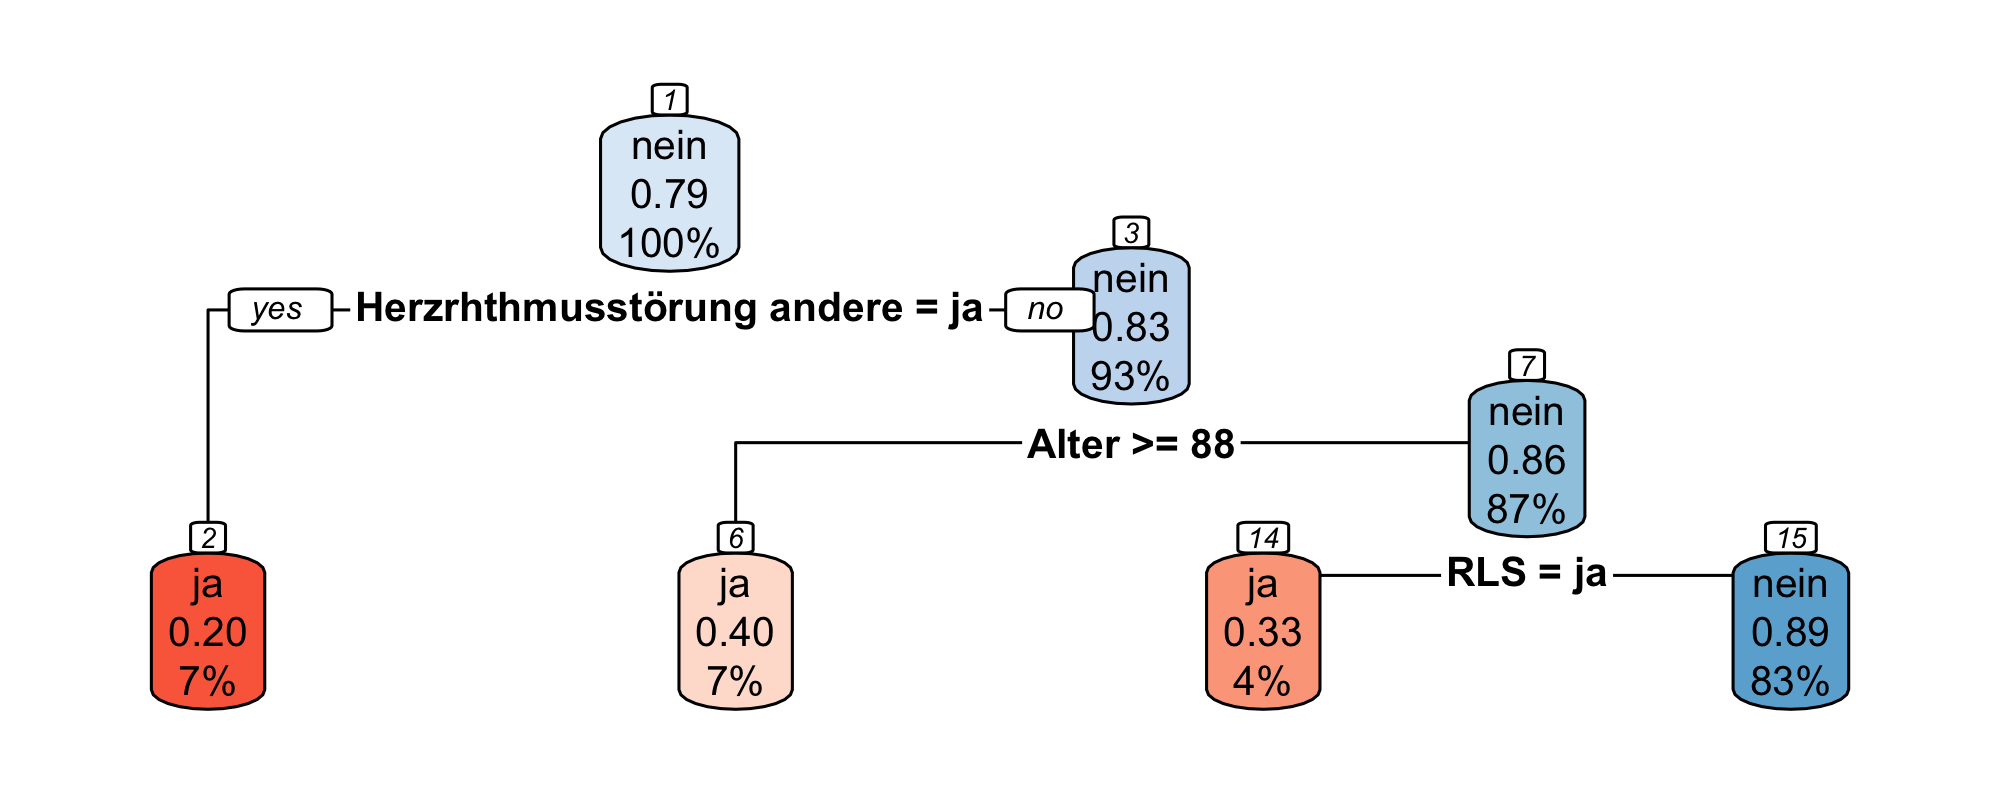 1
nein
0.79
100%
yes Herzrhthmusstörung andere = ja no
3
nein
0.83
93%
Alter >= 88
7
nein
0.86
87%
RLS = ja
2
ja
0.20
7%
6
ja
0.40
7%
14
ja
0.33
4%
15
nein
0.89
83%